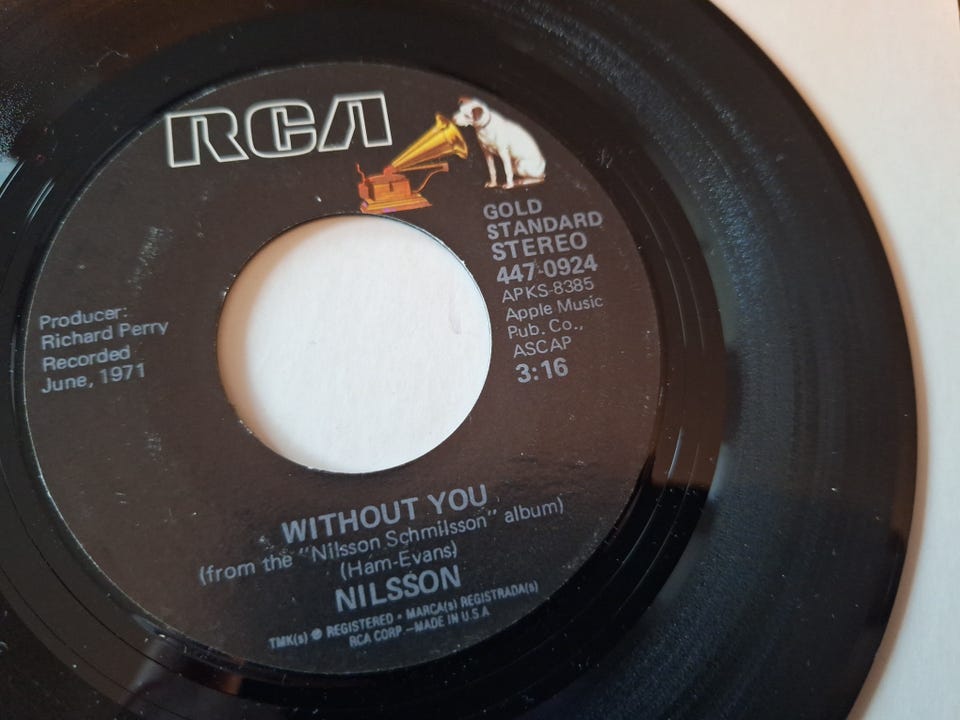 RCA
GOLD
STANDARD
STEREO
447-0924
APKS-8385
Apple Music
Pub. Co.,
ASCAP
3:16
Producer:
Richard Perry
Recorded
June, 1971
WITHOUT YOU
(from the "Nilsson Schmilsson" album)
(Ham-Evans)
NILSSON
TMK(s) ® REGISTERED • MARCA(s) REGISTRADA(s)
RCA CORP.—MADE IN U.S.A